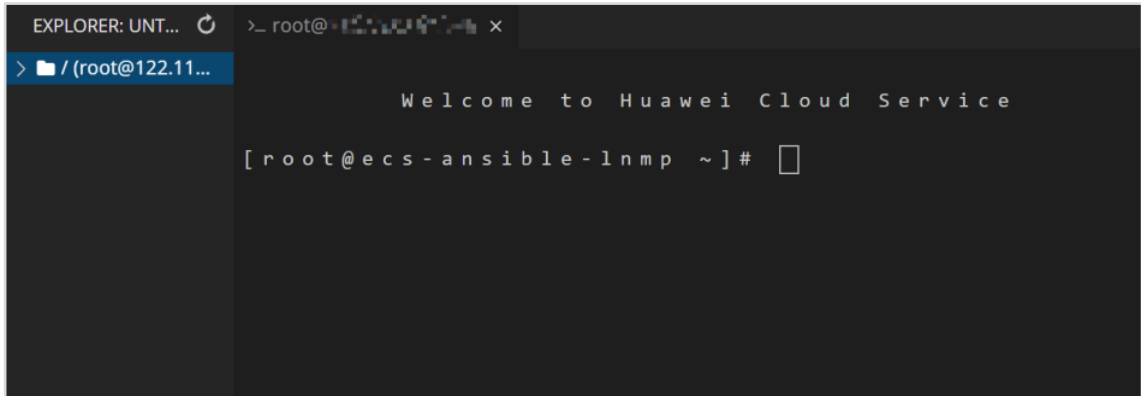 EXPLORER: UNT...
>_ root@
×
> / (root@122.11...
Welcome to Huawei Cloud Service
[root@ecs-ansible-lnmp ~]#